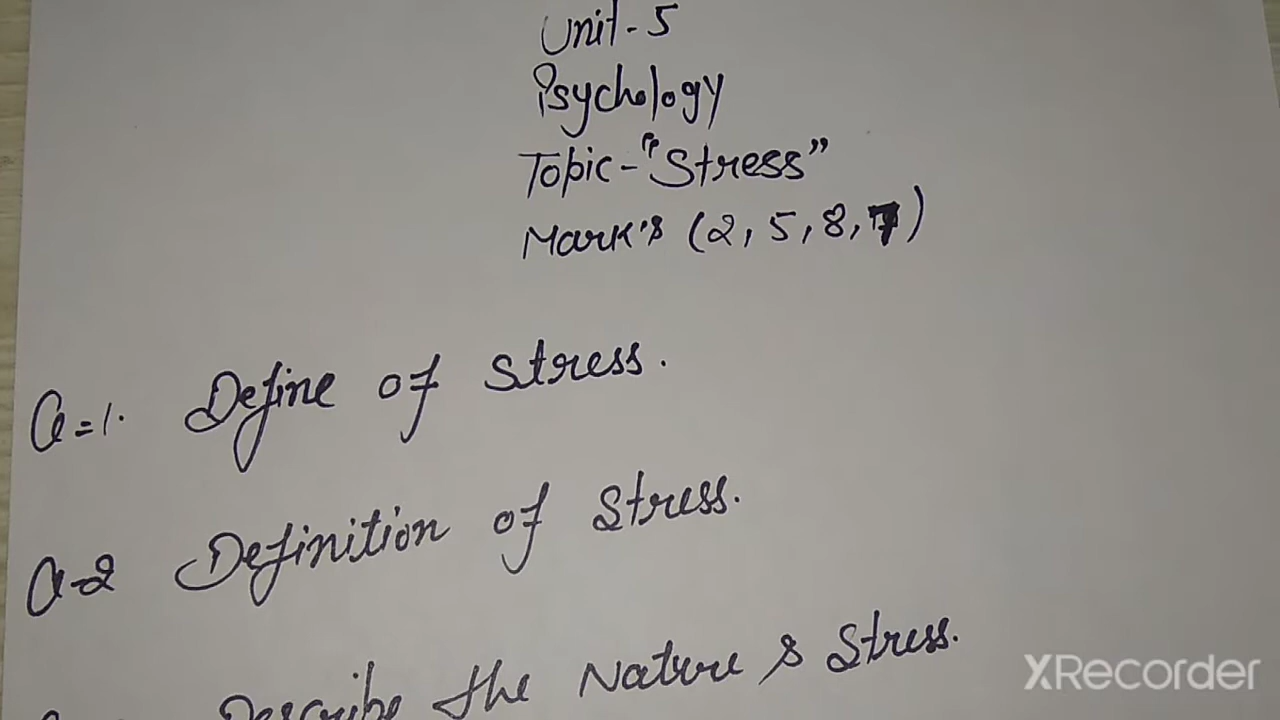 Unit - 5
Psychology
Topic - "Stress"
Mark's (2, 5, 8, 7)
Q=1. Define of Stress.
Q-2 Definition of Stress.
Describe the Nature & Stress.
XRecorder